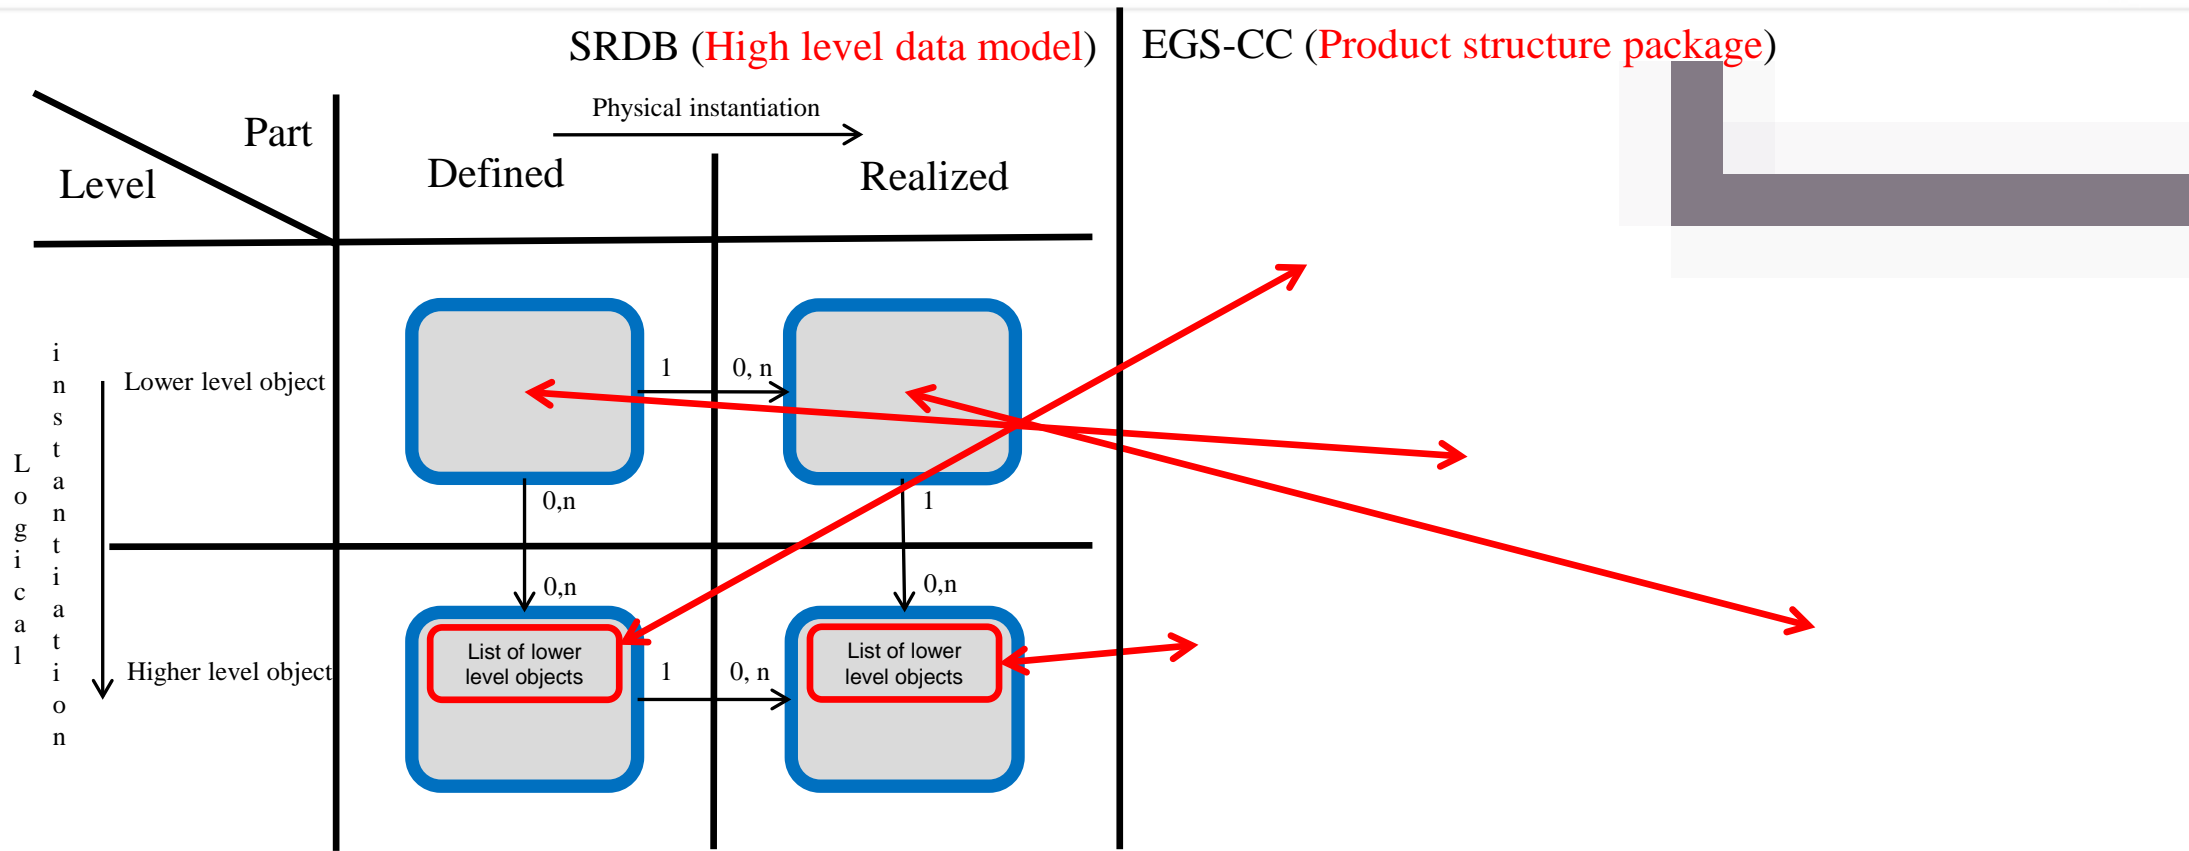 SRDB (High level data model)
EGS-CC (Product structure package)
Physical instantiation
Part
Level
Defined
Realized
Logical
instantiation
Lower level object
1
0, n
0,n
1
0,n
0,n
Higher level object
List of lower
level objects
1
0, n
List of lower
level objects